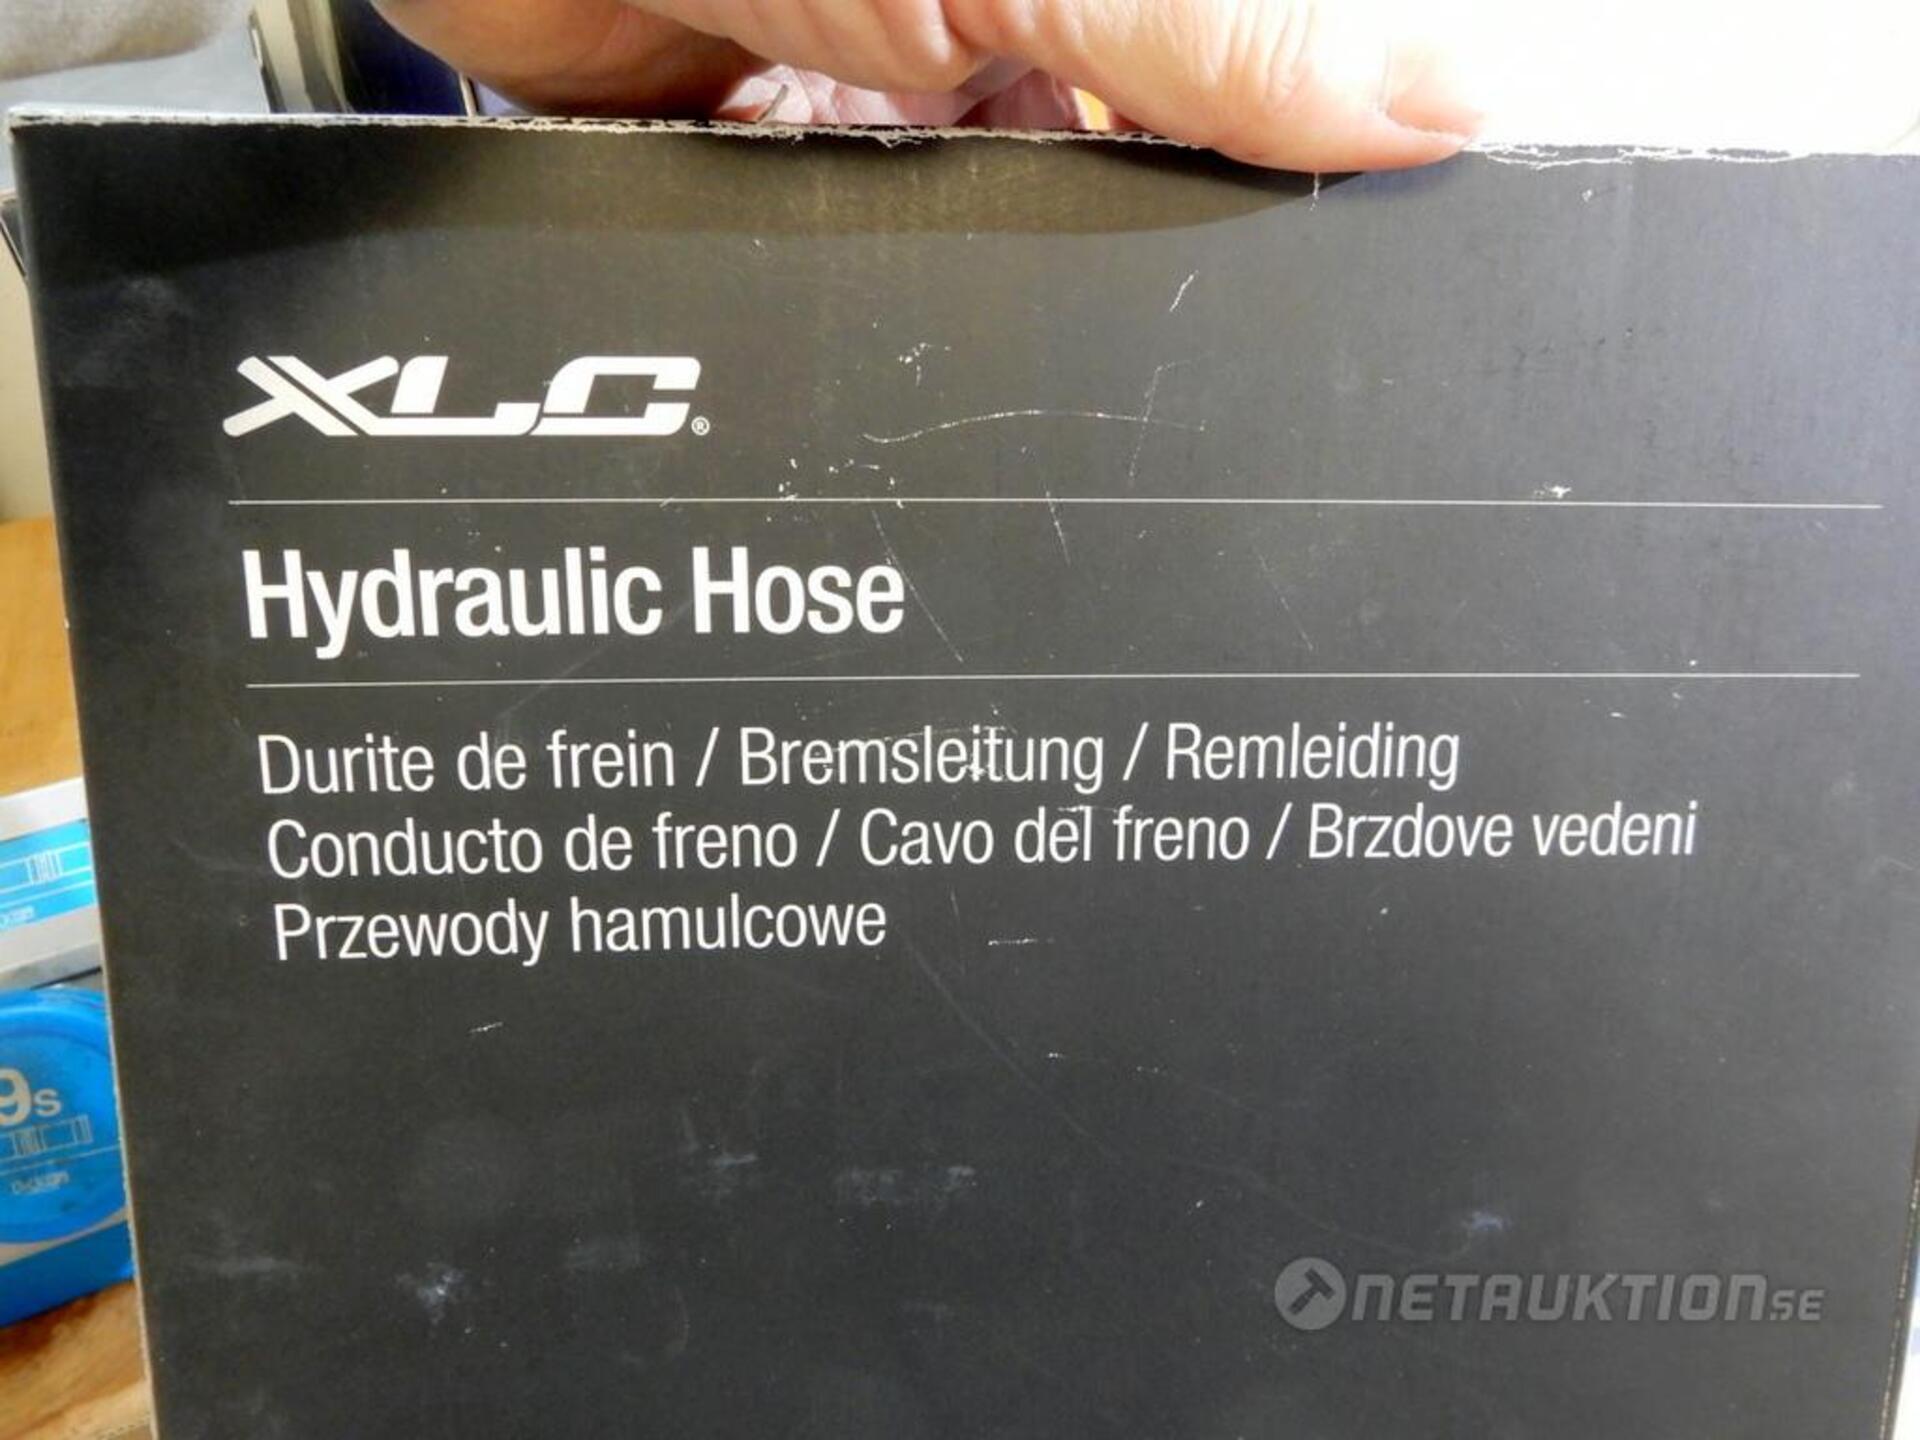 XLC®
Hydraulic Hose
Durite de frein / Bremsleitung / Remleiding
Conducto de freno / Cavo del freno / Brzdove vedeni
Przewody hamulcowe
9s
NETAUKTION.SE